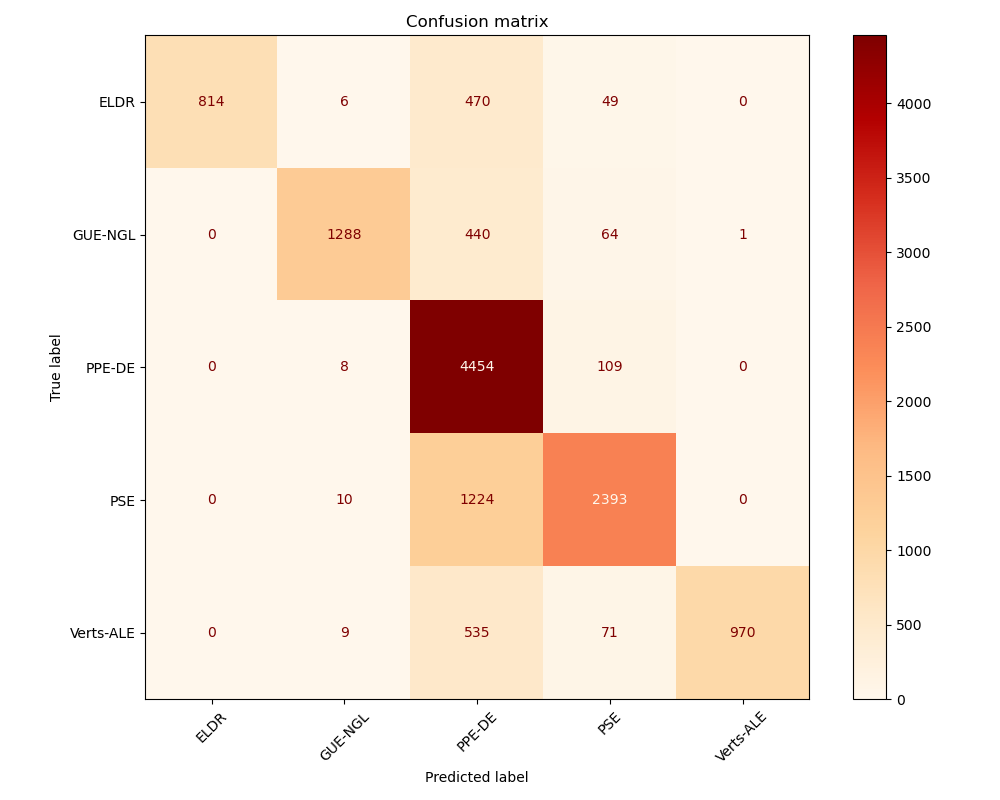 Confusion matrix
ELDR 814 6 470 49 0
GUE-NGL 0 1288 440 64 1
PPE-DE 0 8 4454 109 0
PSE 0 10 1224 2393 0
Verts-ALE 0 9 535 71 970
ELDR GUE-NGL PPE-DE PSE Verts-ALE
Predicted label
True label
4000
3500
3000
2500
2000
1500
1000
500
0